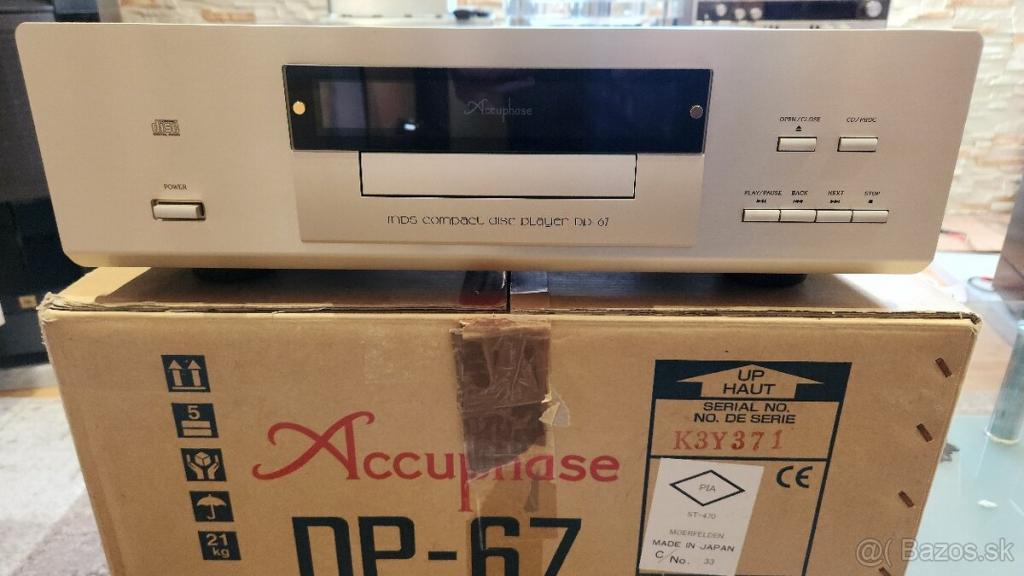 Accuphase
OPEN/CLOSE
CD/PROC
POWER
PLAY/PAUSE BACK NEXT STOP
MDS COMPACT DISC PLAYER DP-67
UP
HAUT
SERIAL NO.
NO. DE SERIE
K3Y371
5
Accuphase
CE
PIA
ST-470
MOERFELDEN
MADE IN JAPAN
C/No. 33
21
kg
DP-67
@( Bazos.sk